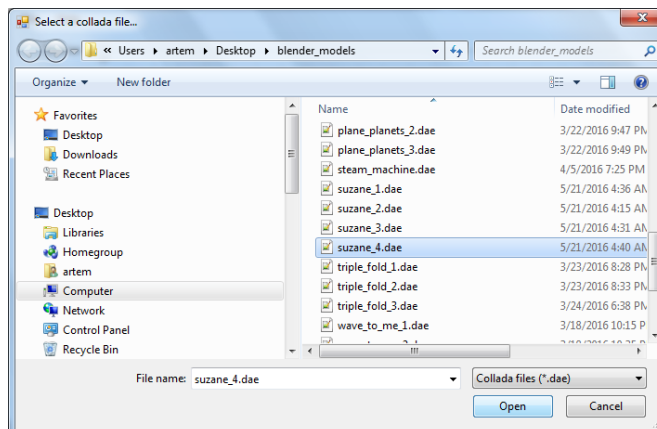 Select a collada file...
« Users artem Desktop blender_models Search blender_models
Organize New folder
Favorites
Desktop
Downloads
Recent Places
Desktop
Libraries
Homegroup
artem
Computer
Network
Control Panel
Recycle Bin
Name Date modified
plane_planets_2.dae 3/22/2016 9:47 PM
plane_planets_3.dae 3/22/2016 9:49 PM
steam_machine.dae 4/5/2016 7:25 PM
suzane_1.dae 5/21/2016 4:36 AM
suzane_2.dae 5/21/2016 4:15 AM
suzane_3.dae 5/21/2016 4:31 AM
suzane_4.dae 5/21/2016 4:40 AM
triple_fold_1.dae 3/23/2016 8:28 PM
triple_fold_2.dae 3/23/2016 8:33 PM
triple_fold_3.dae 3/24/2016 6:38 PM
wave_to_me_1.dae 3/18/2016 10:15 P
File name: suzane_4.dae Collada files (*.dae)
Open Cancel